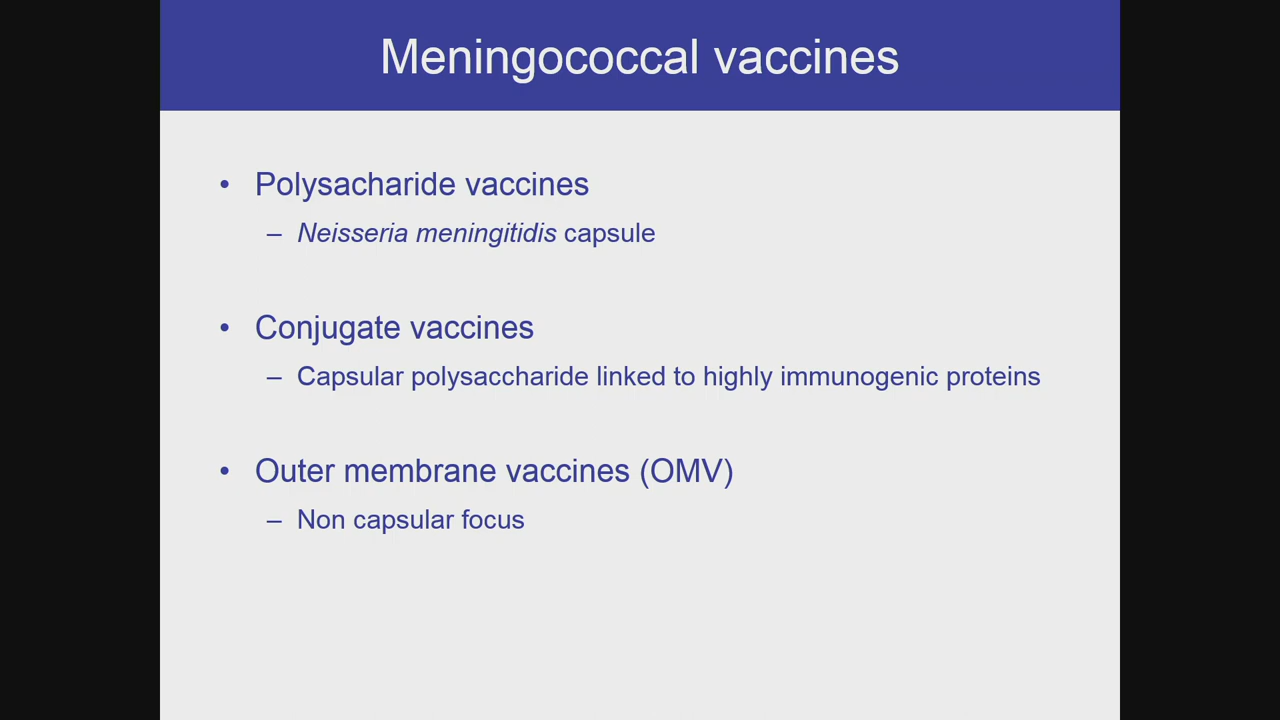 Meningococcal vaccines
• Polysacharide vaccines
– Neisseria meningitidis capsule
• Conjugate vaccines
– Capsular polysaccharide linked to highly immunogenic proteins
• Outer membrane vaccines (OMV)
– Non capsular focus